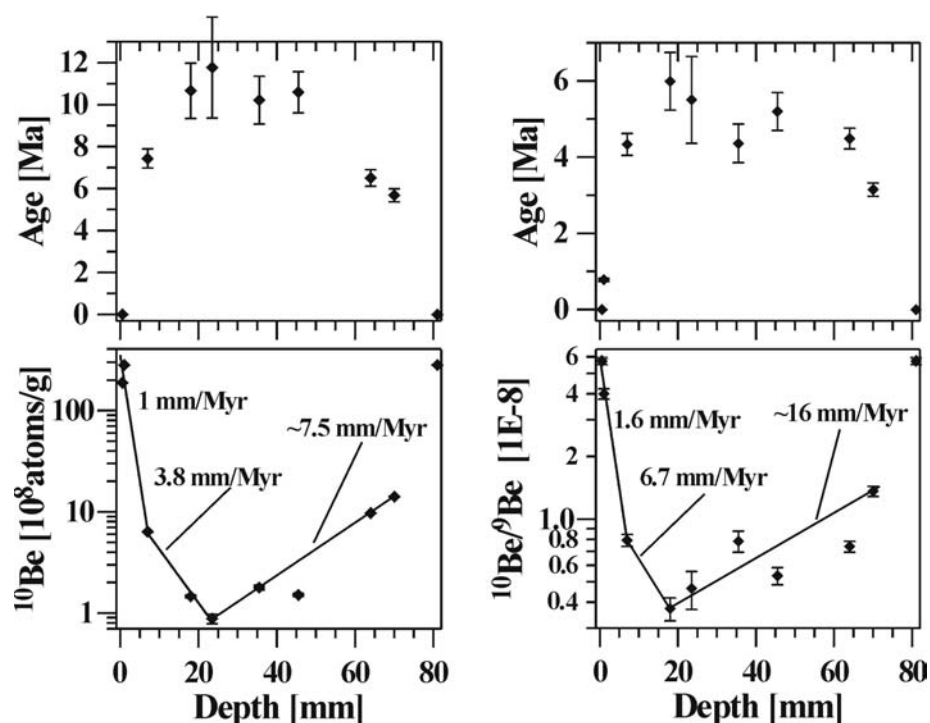 Age [Ma]
12
10
8
6
4
2
0
Age [Ma]
6
4
2
0
¹⁰Be [10⁸atoms/g]
100
10
1
1 mm/Myr
3.8 mm/Myr
~7.5 mm/Myr
0 20 40 60 80
Depth [mm]
¹⁰Be/⁹Be [1E-8]
6
4
2
1.0
0.8
0.6
0.4
1.6 mm/Myr
6.7 mm/Myr
~16 mm/Myr
0 20 40 60 80
Depth [mm]